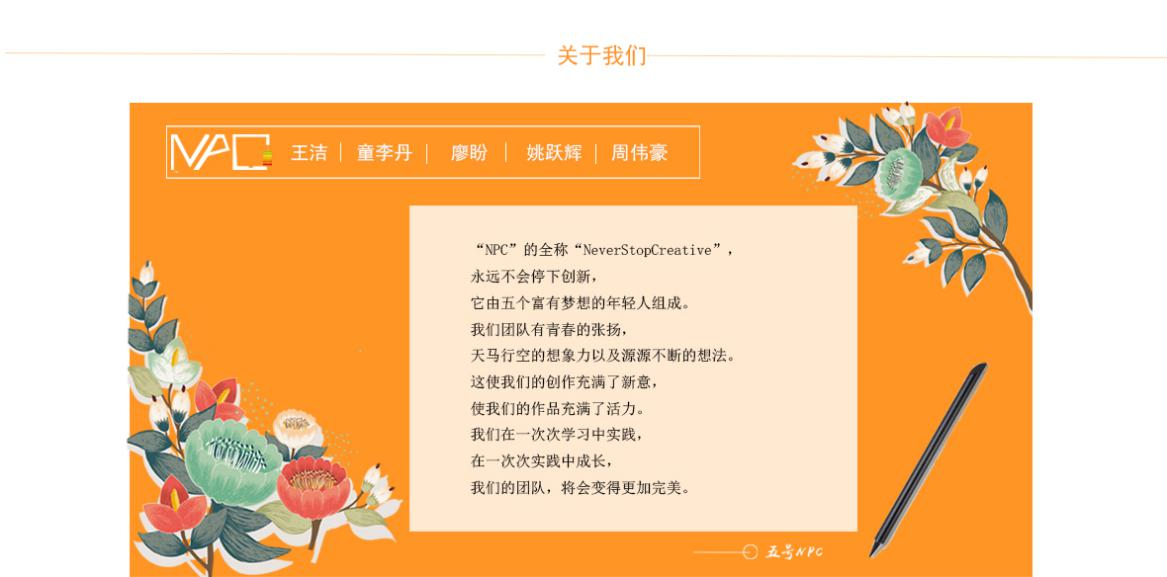 关于我们
NPC 王洁 | 童李丹 | 廖盼 | 姚跃辉 | 周伟豪
“NPC”的全称“NeverStopCreative”，
永远不会停下创新，
它由五个富有梦想的年轻人组成。
我们团队有青春的张扬，
天马行空的想象力以及源源不断的想法。
这使我们的创作充满了新意，
使我们的作品充满了活力。
我们在一次次学习中实践，
在一次次实践中成长，
我们的团队，将会变得更加完美。
五号NPC